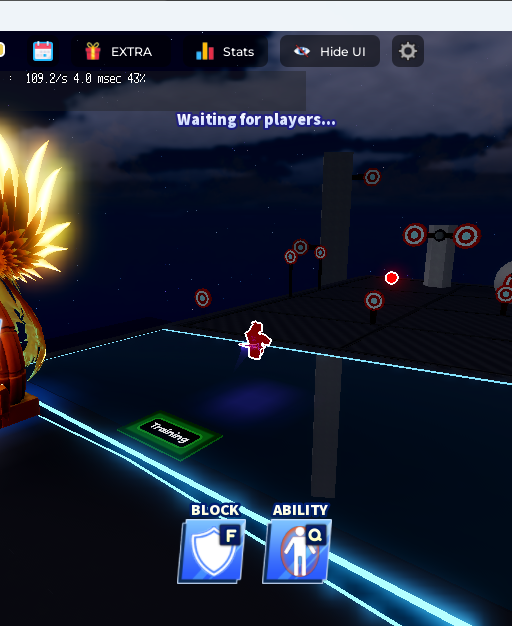 EXTRA
Stats
Hide UI
: 109.2/s 4.0 msec 43%
Waiting for players...
Training
BLOCK
ABILITY
F
Q